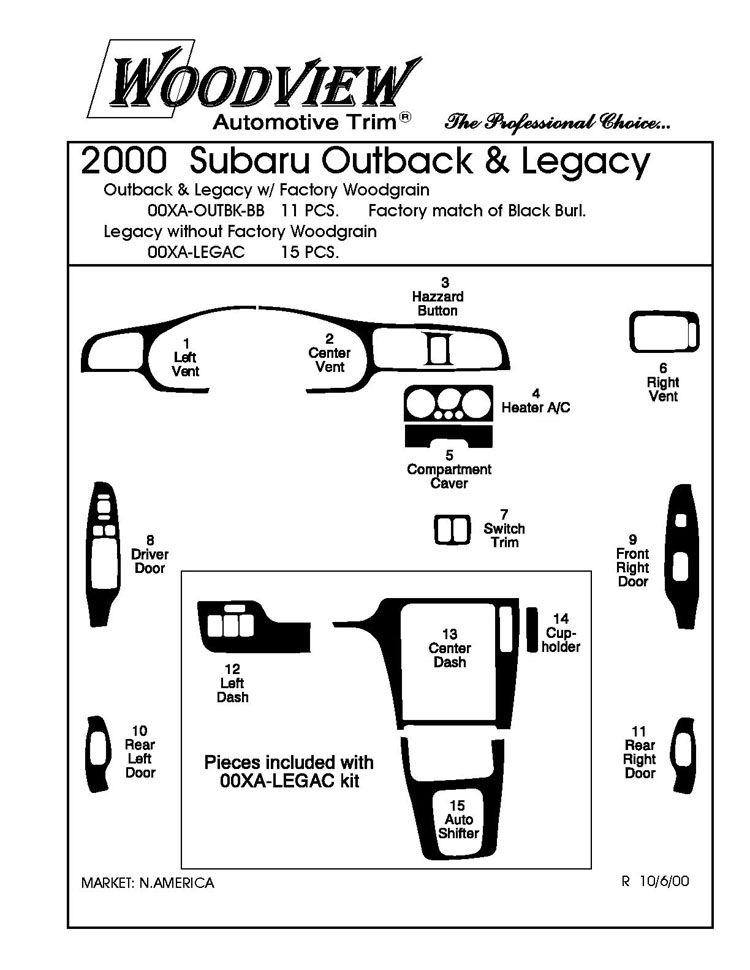 WOODVIEW
Automotive Trim®
The Professional Choice...
2000 Subaru Outback & Legacy
Outback & Legacy w/ Factory Woodgrain
00XA-OUTBK-BB 11 PCS. Factory match of Black Burl.
Legacy without Factory Woodgrain
00XA-LEGAC 15 PCS.
3
Hazzard
Button
1
Left
Vent
2
Center
Vent
6
Right
Vent
4
Heater A/C
5
Compartment
Caver
7
Switch
Trim
8
Driver
Door
9
Front
Right
Door
12
Left
Dash
13
Center
Dash
14
Cup-
holder
10
Rear
Left
Door
11
Rear
Right
Door
Pieces included with
00XA-LEGAC kit
15
Auto
Shifter
MARKET: N.AMERICA
R 10/6/00